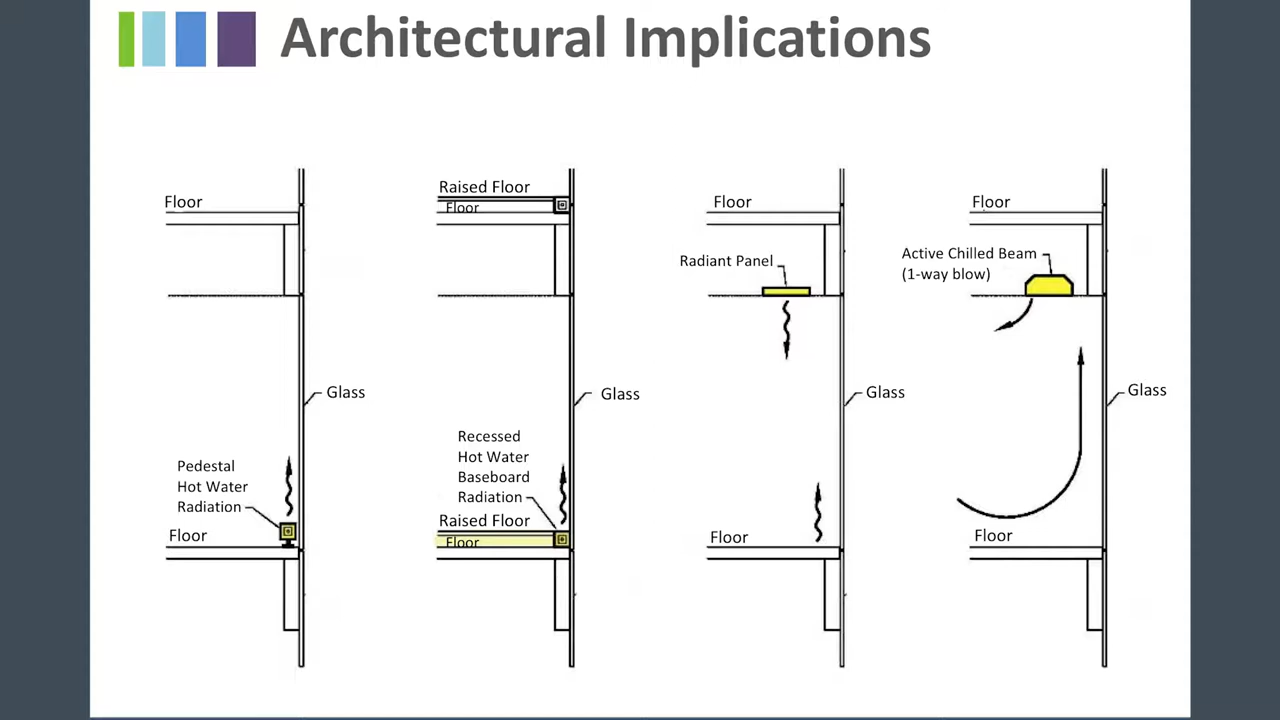 Architectural Implications
Floor
Glass
Pedestal
Hot Water
Radiation
Floor
Raised Floor
Floor
Glass
Recessed
Hot Water
Baseboard
Radiation
Raised Floor
Floor
Floor
Radiant Panel
Glass
Floor
Floor
Active Chilled Beam
(1-way blow)
Glass
Floor